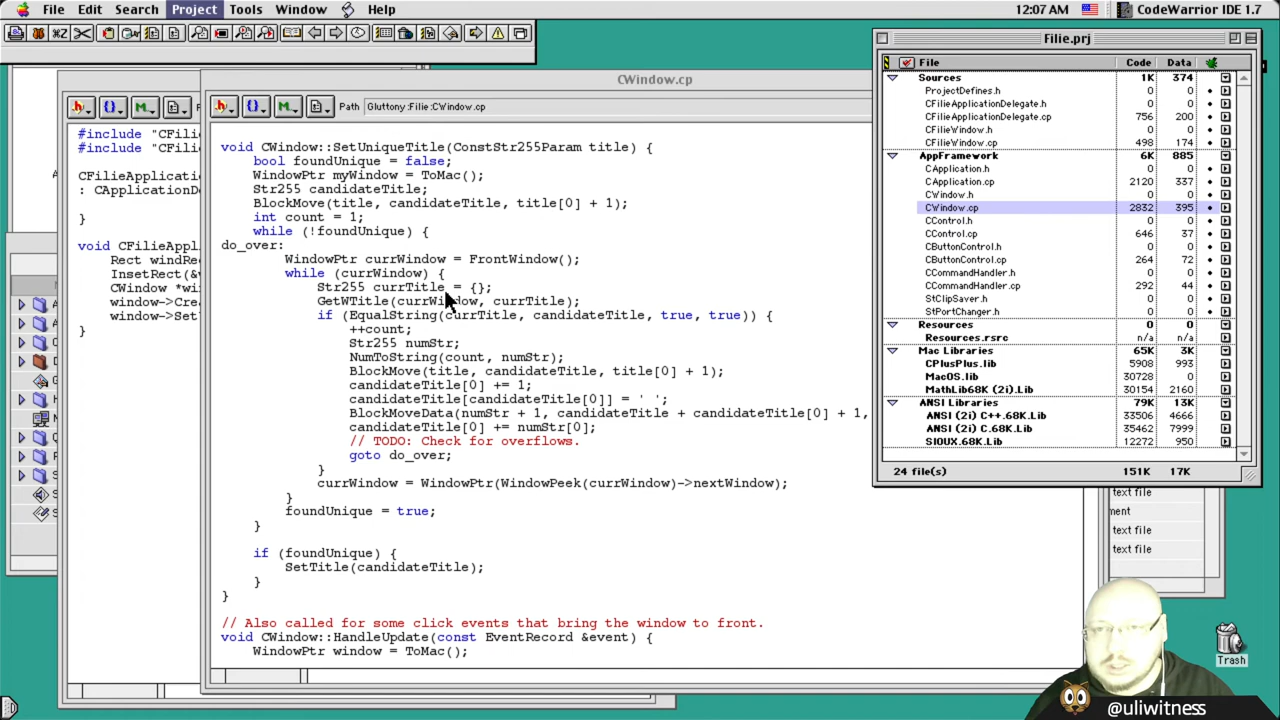 File Edit Search Project Tools Window Help 12:07 AM CodeWarrior IDE 1.7
Filie.prj
File Code Data
Sources 1K 374
ProjectDefines.h 0 0
CFilieApplicationDelegate.h 0 0
CFilieApplicationDelegate.cp 756 200
CFilieWindow.h 0 0
CFilieWindow.cp 498 174
AppFramework 6K 885
CApplication.h 0 0
CApplication.cp 2120 337
CWindow.h 0 0
CWindow.cp 2832 395
CControl.h 0 0
CControl.cp 646 37
CButtonControl.h 0 0
CButtonControl.cp 264 72
CCommandHandler.h 0 0
CCommandHandler.cp 292 44
StClipSaver.h 0 0
StPortChanger.h 0 0
Resources 0 0
Resources.rsrc n/a n/a
Mac Libraries 65K 3K
CPlusPlus.lib 5908 993
MacOS.lib 30728 0
MathLib68K (2i).Lib 30154 2160
ANSI Libraries 79K 13K
ANSI (2i) C++.68K.Lib 33506 4666
ANSI (2i) C.68K.Lib 35464 7999
SIOUX.68K.Lib 12272 950
24 file(s) 151K 17K
CWindow.cp
Path Gluttony:Filie:CWindow.cp
void CWindow::SetUniqueTitle(ConstStr255Param title) {
bool foundUnique = false;
WindowPtr myWindow = ToMac();
Str255 candidateTitle;
BlockMove(title, candidateTitle, title[0] + 1);
int count = 1;
while (!foundUnique) {
do_over:
WindowPtr currWindow = FrontWindow();
while (currWindow) {
Str255 currTitle = {};
GetWTitle(currWindow, currTitle);
if (EqualString(currTitle, candidateTitle, true, true)) {
++count;
Str255 numStr;
NumToString(count, numStr);
BlockMove(title, candidateTitle, title[0] + 1);
candidateTitle[0] += 1;
candidateTitle[candidateTitle[0]] = ' ';
BlockMoveData(numStr + 1, candidateTitle + candidateTitle[0] + 1,
candidateTitle[0] += numStr[0];
// TODO: Check for overflows.
goto do_over;
}
currWindow = WindowPtr(WindowPeek(currWindow)->nextWindow);
}
foundUnique = true;
}
if (foundUnique) {
SetTitle(candidateTitle);
}
}
// Also called for some click events that bring the window to front.
void CWindow::HandleUpdate(const EventRecord &event) {
WindowPtr window = ToMac();
#include "CFili
#include "CFili
CFilieApplicatio
: CApplicationDe
}
void CFilieAppl
Rect windRec
InsetRect(&w
CWindow *wi
window->Crea
window->SetT
}
text file
ment
text file
text file
Trash
@uliwitness